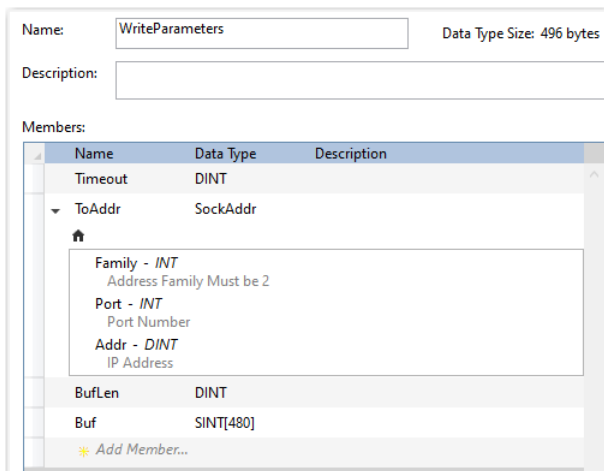 Name: WriteParameters Data Type Size: 496 bytes
Description:
Members:
Name Data Type Description
Timeout DINT
ToAddr SockAddr
Family - INT
Address Family Must be 2
Port - INT
Port Number
Addr - DINT
IP Address
BufLen DINT
Buf SINT[480]
Add Member...